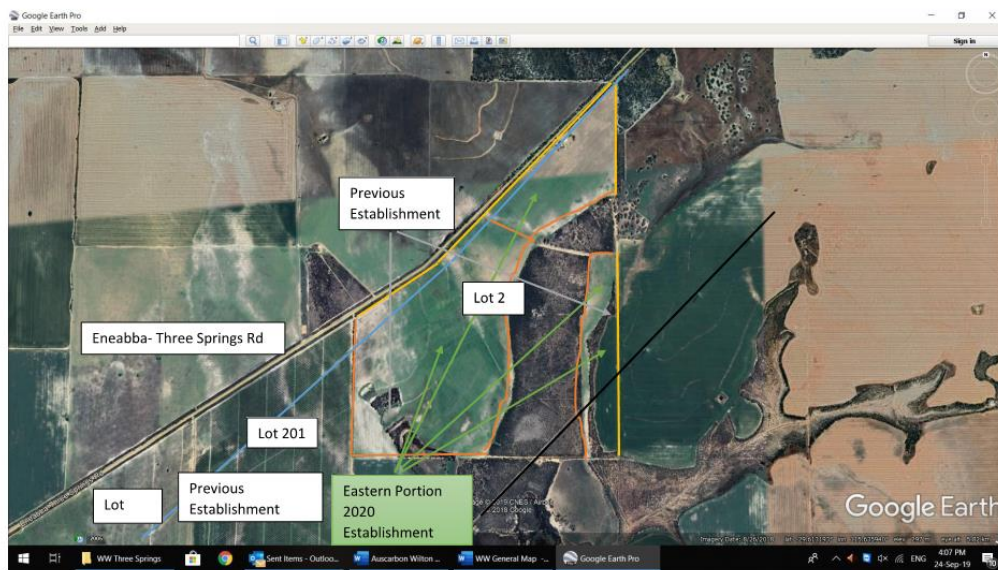 Google Earth Pro
File Edit View Tools Add Help
Sign in
Previous
Establishment
Lot 2
Eneabba- Three Springs Rd
Lot 201
Lot
Previous
Establishment
Eastern Portion
2020
Establishment
Google Earth
WW Three Springs
Sent Items - Outloo...
Auscarbon Wilton ...
WW General Map -...
Google Earth Pro
ENG
4:07 PM
24-Sep-19